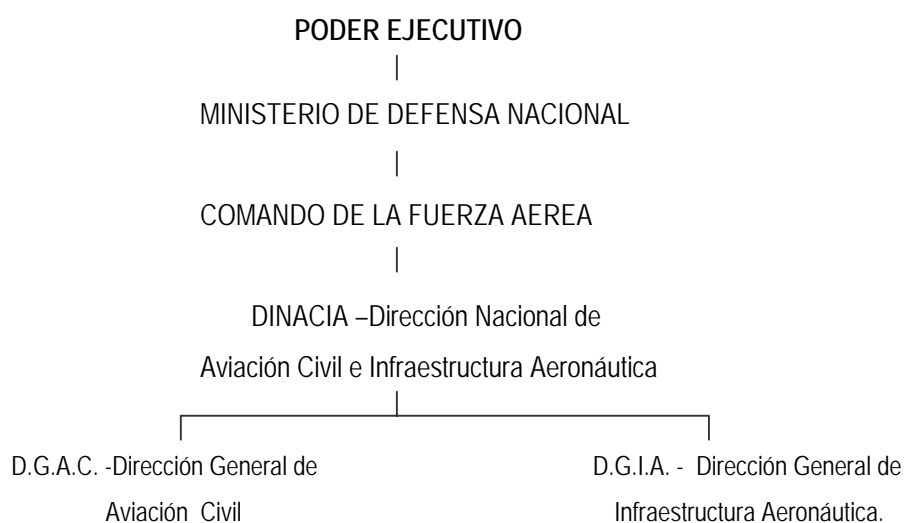 PODER EJECUTIVO
MINISTERIO DE DEFENSA NACIONAL
COMANDO DE LA FUERZA AEREA
DINACIA –Dirección Nacional de
Aviación Civil e Infraestructura Aeronáutica
D.G.A.C. -Dirección General de
Aviación Civil
D.G.I.A. - Dirección General de
Infraestructura Aeronáutica.